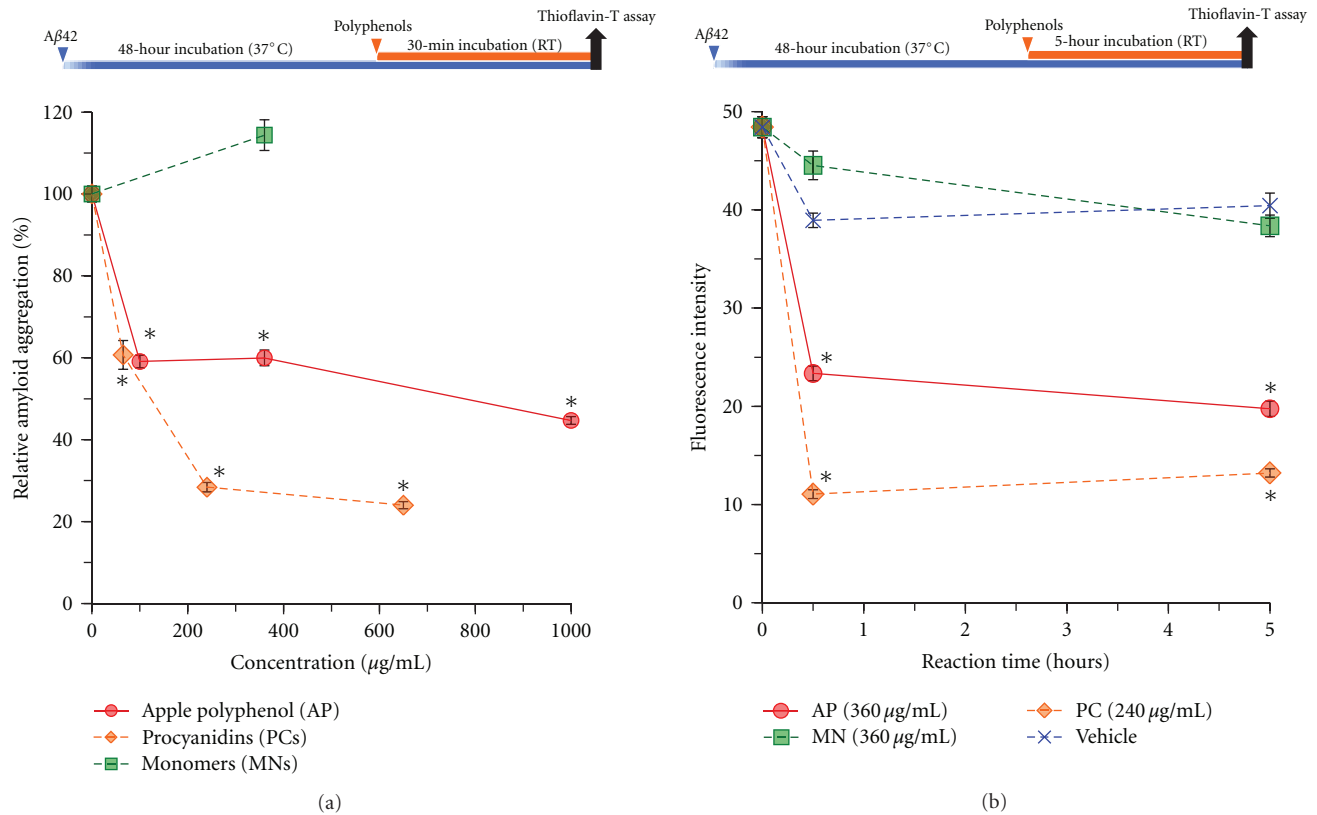 Aβ42
48-hour incubation (37°C)
Polyphenols
30-min incubation (RT)
Thioflavin-T assay
120
100
80
60
40
20
0
Relative amyloid aggregation (%)
*
*
*
*
*
*
0
200
400
600
800
1000
Concentration (μg/mL)
Apple polyphenol (AP)
Procyanidins (PCs)
Monomers (MNs)
(a)
Aβ42
48-hour incubation (37°C)
Polyphenols
5-hour incubation (RT)
Thioflavin-T assay
50
40
30
20
10
0
Fluorescence intensity
*
*
*
*
0
1
2
3
4
5
Reaction time (hours)
AP (360 μg/mL)
MN (360 μg/mL)
PC (240 μg/mL)
Vehicle
(b)